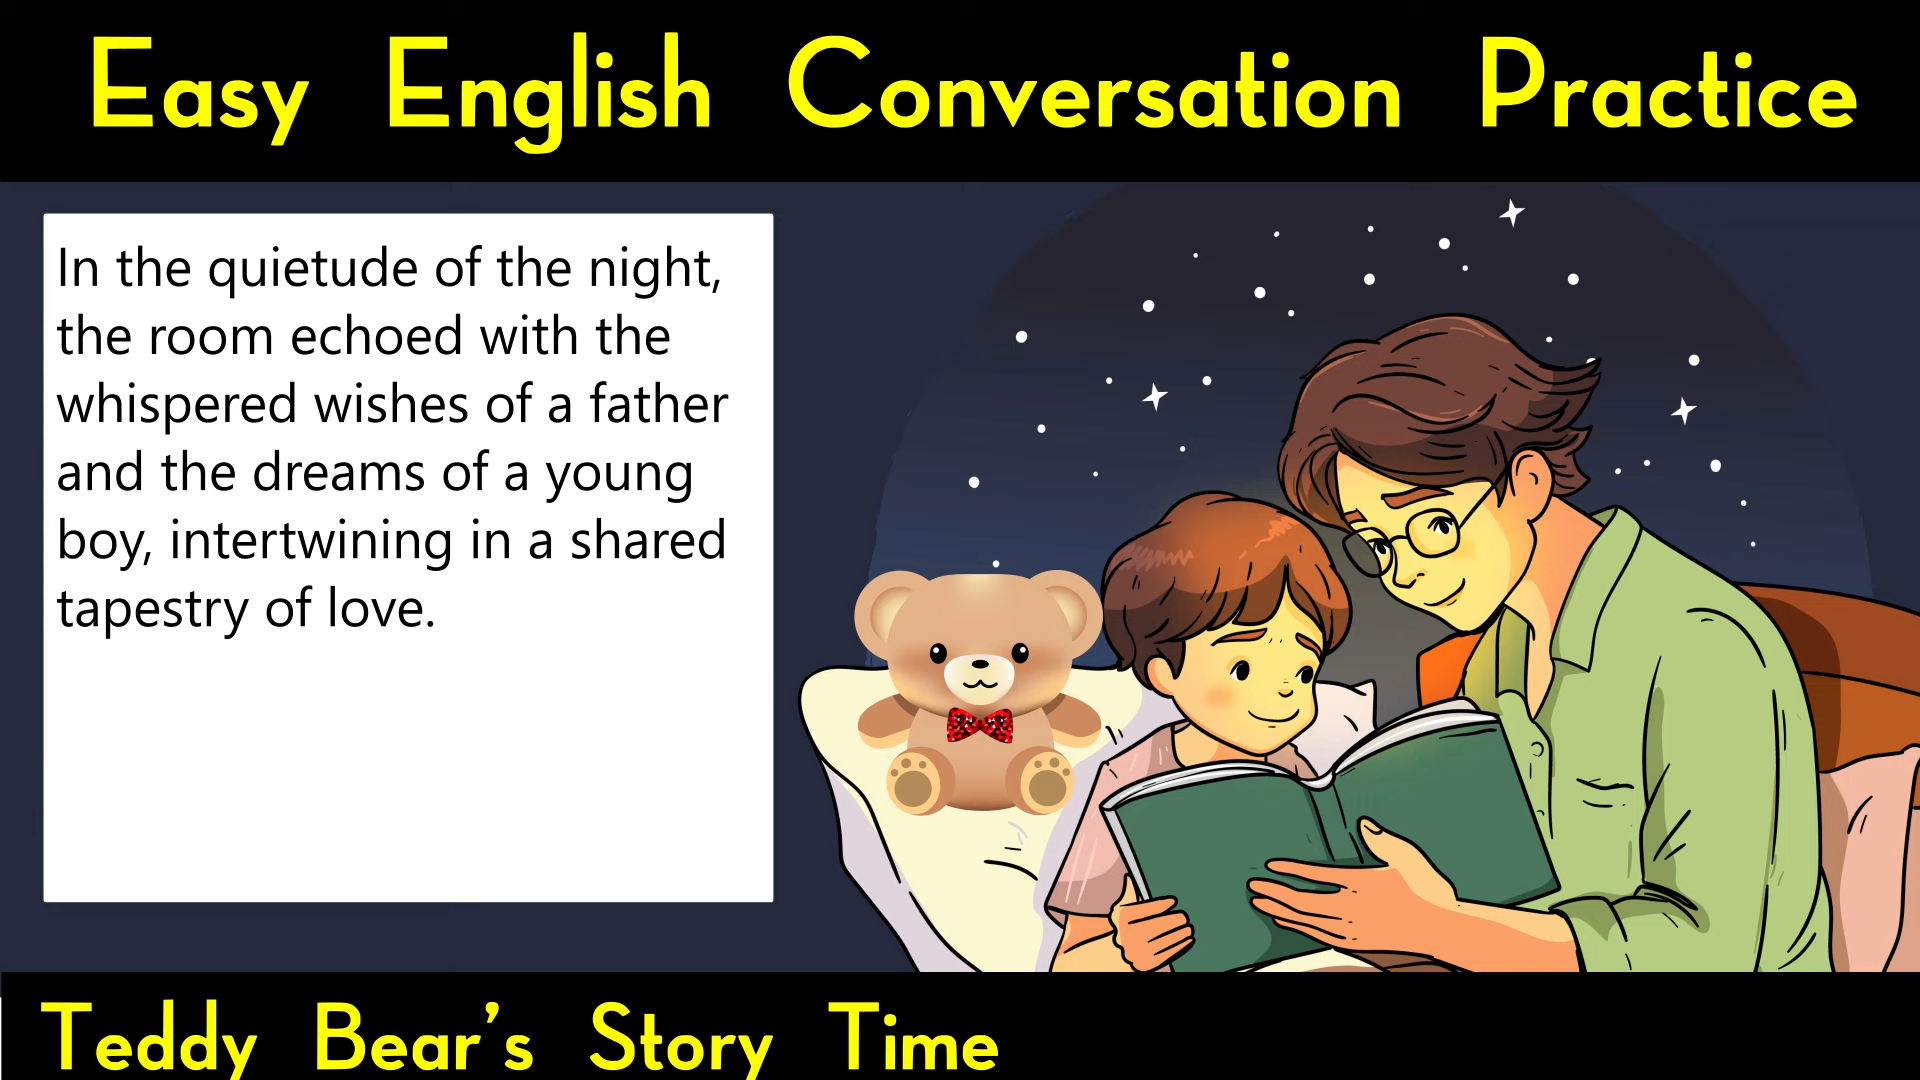 Easy English Conversation Practice
In the quietude of the night,
the room echoed with the
whispered wishes of a father
and the dreams of a young
boy, intertwining in a shared
tapestry of love.
Teddy Bear’s Story Time